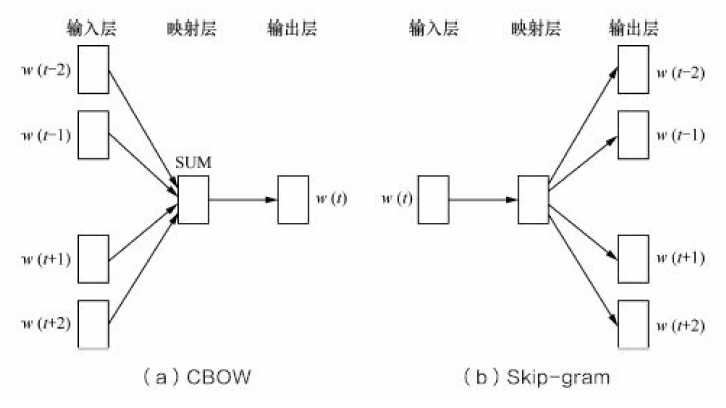 输入层 映射层 输出层 输入层 映射层 输出层
w (t−2) w (t−2)
w (t−1) w (t−1)
SUM
w (t) w (t)
w (t+1) w (t+1)
w (t+2) w (t+2)
(a) CBOW (b) Skip-gram